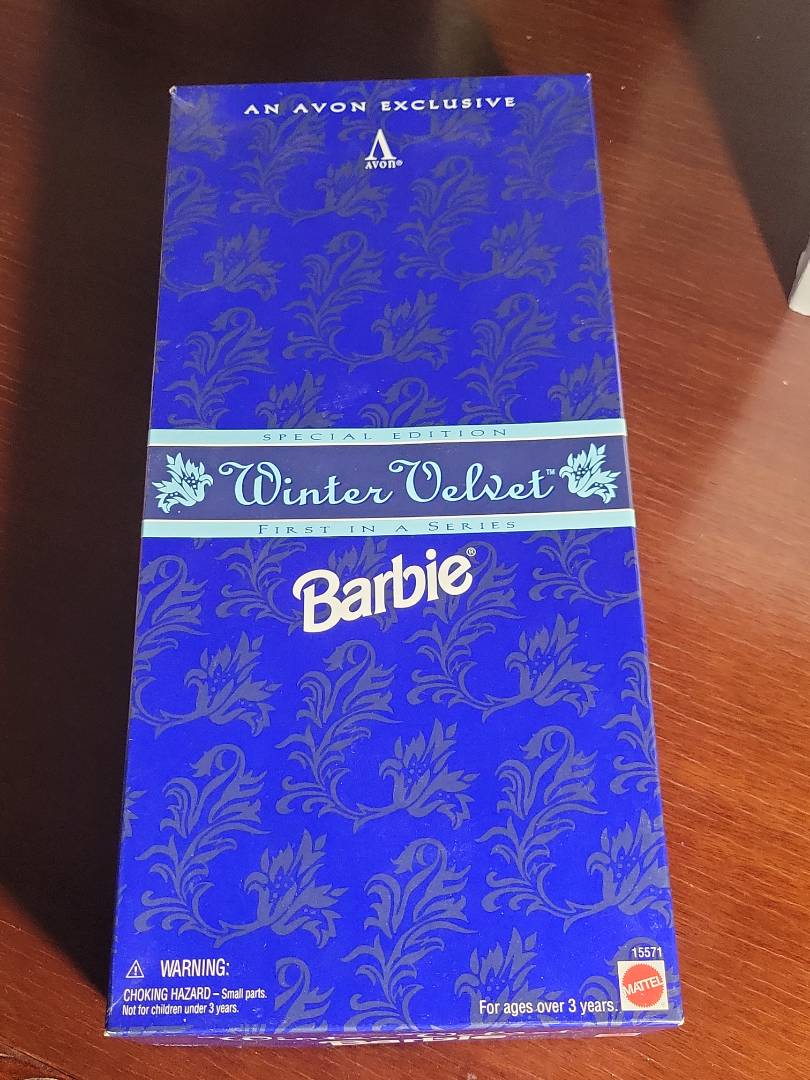 AN AVON EXCLUSIVE
A
AVON®
SPECIAL EDITION
Winter Velvet™
FIRST IN A SERIES
Barbie®
⚠ WARNING:
CHOKING HAZARD – Small parts.
Not for children under 3 years.
15571
MATTEL
For ages over 3 years.